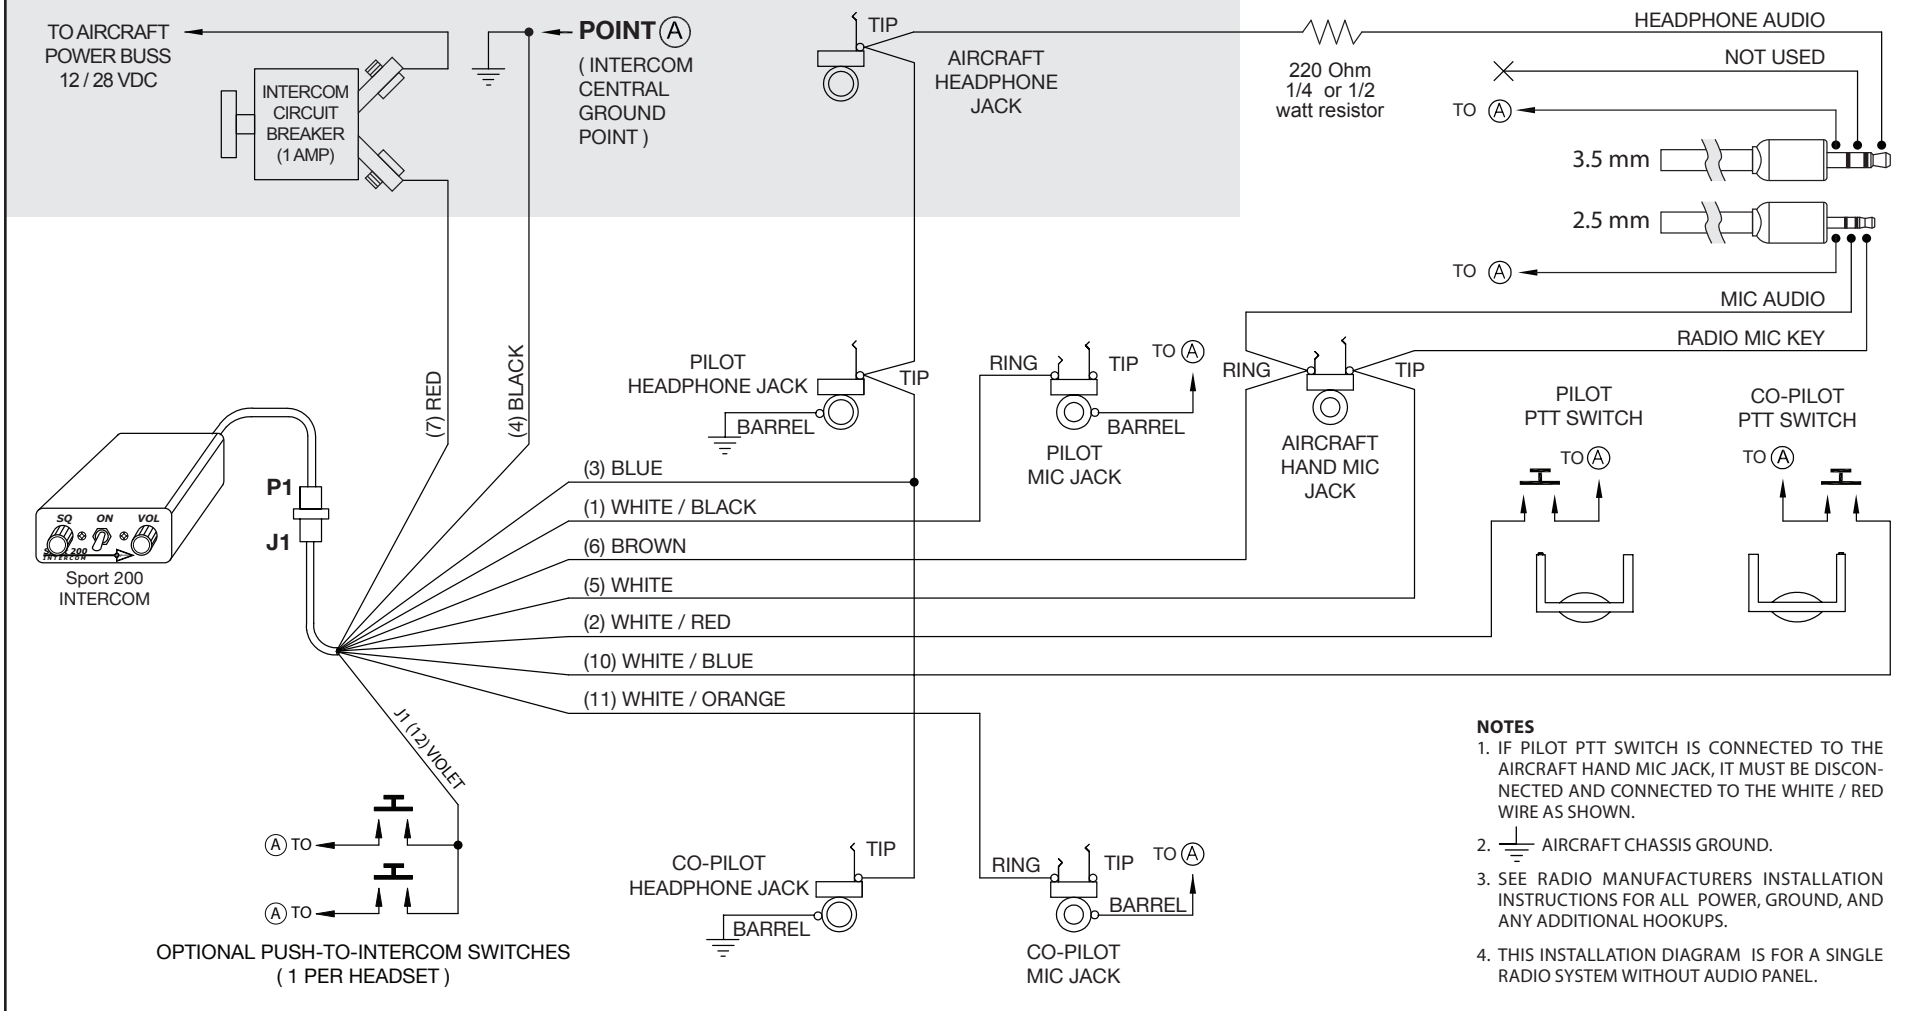 TO AIRCRAFT
POWER BUSS
12 / 28 VDC
INTERCOM
CIRCUIT
BREAKER
(1 AMP)
POINT A
( INTERCOM
CENTRAL
GROUND
POINT )
TIP
AIRCRAFT
HEADPHONE
JACK
220 Ohm
1/4 or 1/2
watt resistor
HEADPHONE AUDIO
NOT USED
TO A
3.5 mm
2.5 mm
TO A
MIC AUDIO
RADIO MIC KEY
(7) RED
(4) BLACK
PILOT
HEADPHONE JACK
TIP
BARREL
RING
TIP
TO A
BARREL
PILOT
MIC JACK
RING
TIP
AIRCRAFT
HAND MIC
JACK
PILOT
PTT SWITCH
TO A
CO-PILOT
PTT SWITCH
TO A
P1
J1
SQ
ON
VOL
200
INTERCOM
Sport 200
INTERCOM
(3) BLUE
(1) WHITE / BLACK
(6) BROWN
(5) WHITE
(2) WHITE / RED
(10) WHITE / BLUE
(11) WHITE / ORANGE
J1 (12) VIOLET
A TO
A TO
OPTIONAL PUSH-TO-INTERCOM SWITCHES
( 1 PER HEADSET )
CO-PILOT
HEADPHONE JACK
TIP
BARREL
RING
TIP
TO A
BARREL
CO-PILOT
MIC JACK
NOTES
1. IF PILOT PTT SWITCH IS CONNECTED TO THE
AIRCRAFT HAND MIC JACK, IT MUST BE DISCON-
NECTED AND CONNECTED TO THE WHITE / RED
WIRE AS SHOWN.
2. AIRCRAFT CHASSIS GROUND.
3. SEE RADIO MANUFACTURERS INSTALLATION
INSTRUCTIONS FOR ALL POWER, GROUND, AND
ANY ADDITIONAL HOOKUPS.
4. THIS INSTALLATION DIAGRAM IS FOR A SINGLE
RADIO SYSTEM WITHOUT AUDIO PANEL.